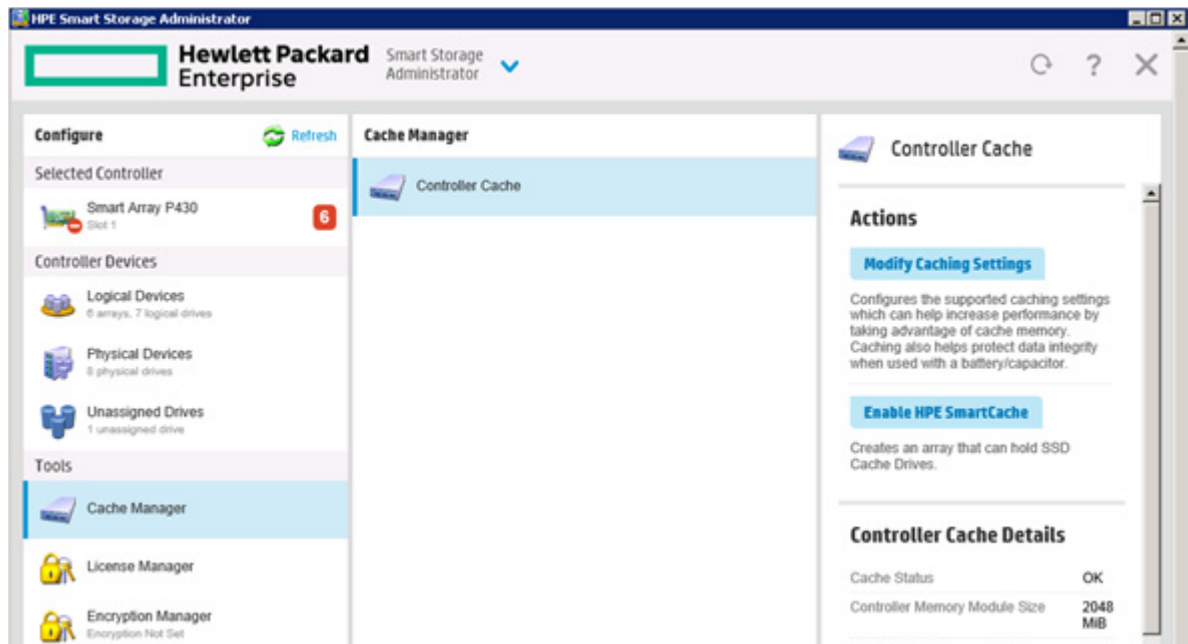 HPE Smart Storage Administrator
Hewlett Packard
Enterprise
Smart Storage
Administrator
?
Configure
Refresh
Selected Controller
Smart Array P430
Slot 1
6
Controller Devices
Logical Devices
6 arrays, 7 logical drives
Physical Devices
8 physical drives
Unassigned Drives
1 unassigned drive
Tools
Cache Manager
License Manager
Encryption Manager
Encryption Not Set
Cache Manager
Controller Cache
Controller Cache
Actions
Modify Caching Settings
Configures the supported caching settings
which can help increase performance by
taking advantage of cache memory.
Caching also helps protect data integrity
when used with a battery/capacitor.
Enable HPE SmartCache
Creates an array that can hold SSD
Cache Drives.
Controller Cache Details
Cache Status OK
Controller Memory Module Size 2048
MiB